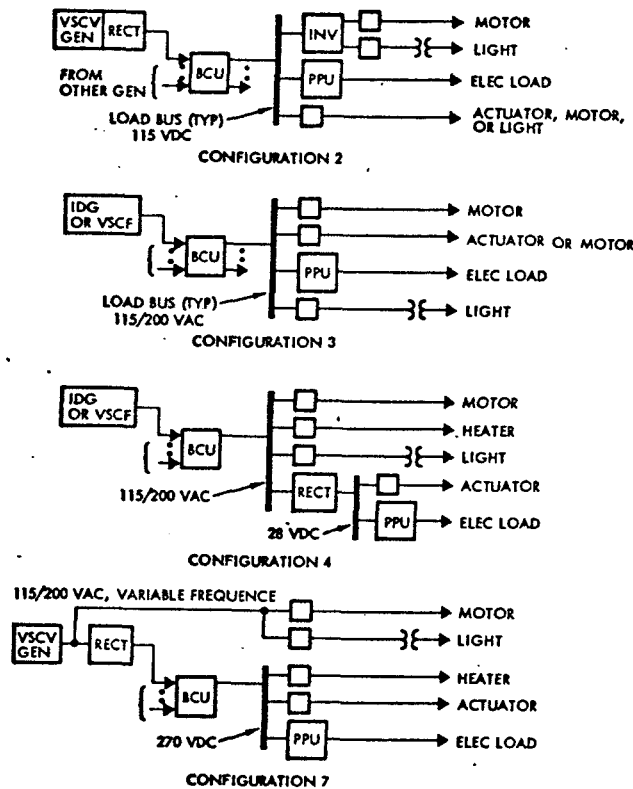 VSCV GEN
RECT
FROM OTHER GEN
BCU
LOAD BUS (TYP)
115 VDC
INV
PPU
MOTOR
LIGHT
ELEC LOAD
ACTUATOR, MOTOR,
OR LIGHT
CONFIGURATION 2
IDG
OR VSCF
BCU
LOAD BUS (TYP)
115/200 VAC
PPU
MOTOR
ACTUATOR OR MOTOR
ELEC LOAD
LIGHT
CONFIGURATION 3
IDG
OR VSCF
BCU
115/200 VAC
MOTOR
HEATER
LIGHT
RECT
ACTUATOR
28 VDC
PPU
ELEC LOAD
CONFIGURATION 4
115/200 VAC, VARIABLE FREQUENCE
VSCV
GEN
RECT
BCU
270 VDC
MOTOR
LIGHT
HEATER
ACTUATOR
PPU
ELEC LOAD
CONFIGURATION 7